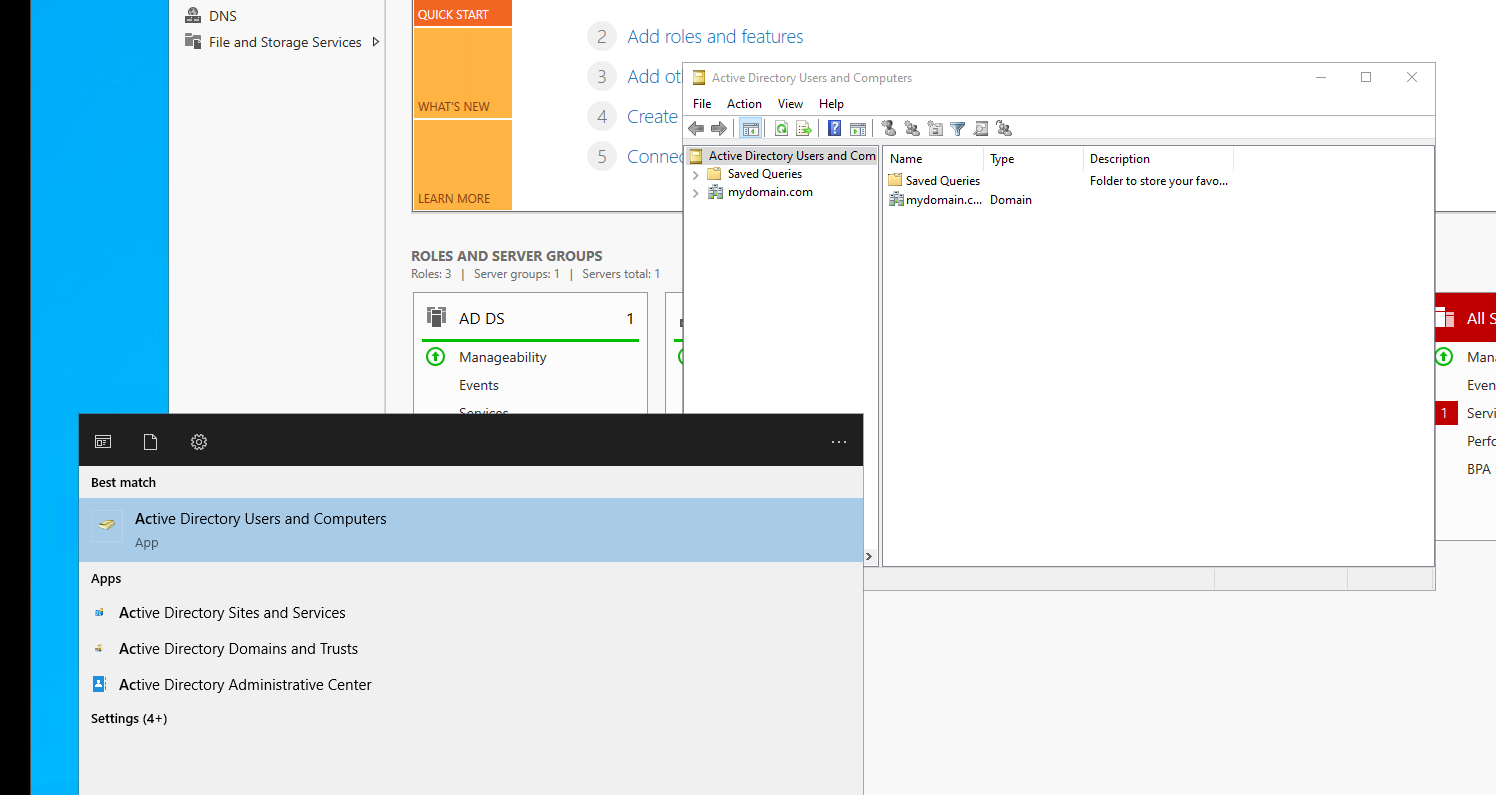 DNS
File and Storage Services
QUICK START
WHAT'S NEW
LEARN MORE
2 Add roles and features
3 Add ot
4 Create
5 Connec
ROLES AND SERVER GROUPS
Roles: 3 | Server groups: 1 | Servers total: 1
AD DS 1
Manageability
Events
Services
Active Directory Users and Computers
File Action View Help
Active Directory Users and Com
Saved Queries
mydomain.com
Name Type Description
Saved Queries Folder to store your favo...
mydomain.c... Domain
All S
Mana
Even
1 Servi
Perfo
BPA
Best match
Active Directory Users and Computers
App
Apps
Active Directory Sites and Services
Active Directory Domains and Trusts
Active Directory Administrative Center
Settings (4+)